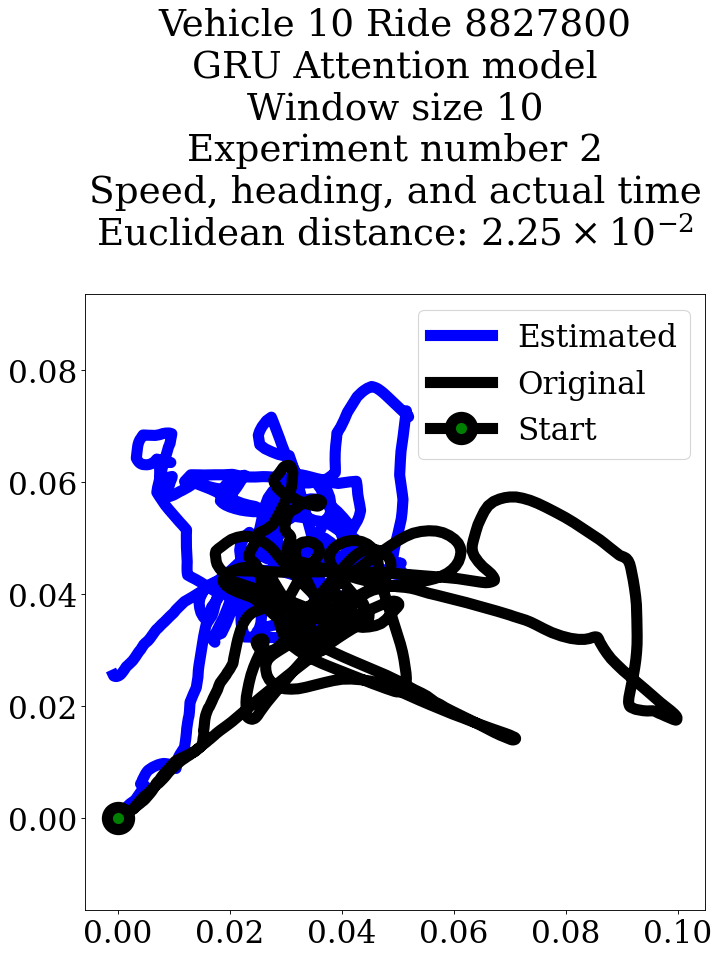 Vehicle 10 Ride 8827800
GRU Attention model
Window size 10
Experiment number 2
Speed, heading, and actual time
Euclidean distance: 2.25 × 10⁻²
Estimated
Original
Start
0.08
0.06
0.04
0.02
0.00
0.00 0.02 0.04 0.06 0.08 0.10